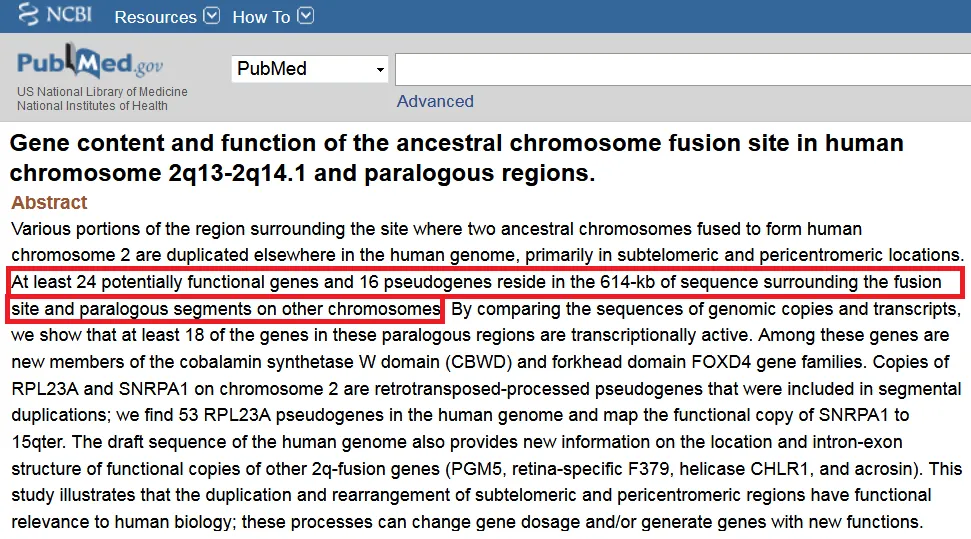 NCBI Resources How To
PubMed.gov
US National Library of Medicine
National Institutes of Health
PubMed
Advanced
Gene content and function of the ancestral chromosome fusion site in human
chromosome 2q13-2q14.1 and paralogous regions.
Abstract
Various portions of the region surrounding the site where two ancestral chromosomes fused to form human
chromosome 2 are duplicated elsewhere in the human genome, primarily in subtelomeric and pericentromeric locations.
At least 24 potentially functional genes and 16 pseudogenes reside in the 614-kb of sequence surrounding the fusion
site and paralogous segments on other chromosomes. By comparing the sequences of genomic copies and transcripts,
we show that at least 18 of the genes in these paralogous regions are transcriptionally active. Among these genes are
new members of the cobalamin synthetase W domain (CBWD) and forkhead domain FOXD4 gene families. Copies of
RPL23A and SNRPA1 on chromosome 2 are retrotransposed-processed pseudogenes that were included in segmental
duplications; we find 53 RPL23A pseudogenes in the human genome and map the functional copy of SNRPA1 to
15qter. The draft sequence of the human genome also provides new information on the location and intron-exon
structure of functional copies of other 2q-fusion genes (PGM5, retina-specific F379, helicase CHLR1, and acrosin). This
study illustrates that the duplication and rearrangement of subtelomeric and pericentromeric regions have functional
relevance to human biology; these processes can change gene dosage and/or generate genes with new functions.